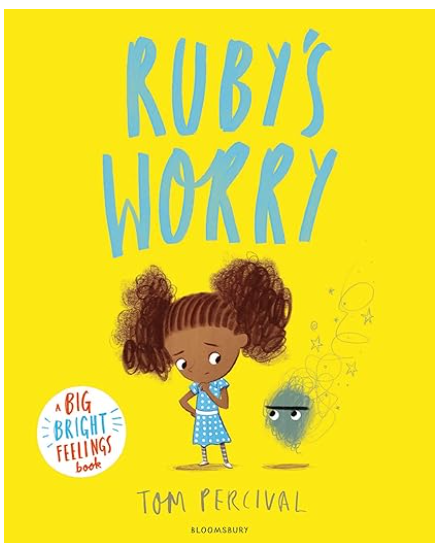 RUBY'S
WORRY
A BIG
BRIGHT
FEELINGS
book
TOM PERCIVAL
BLOOMSBURY